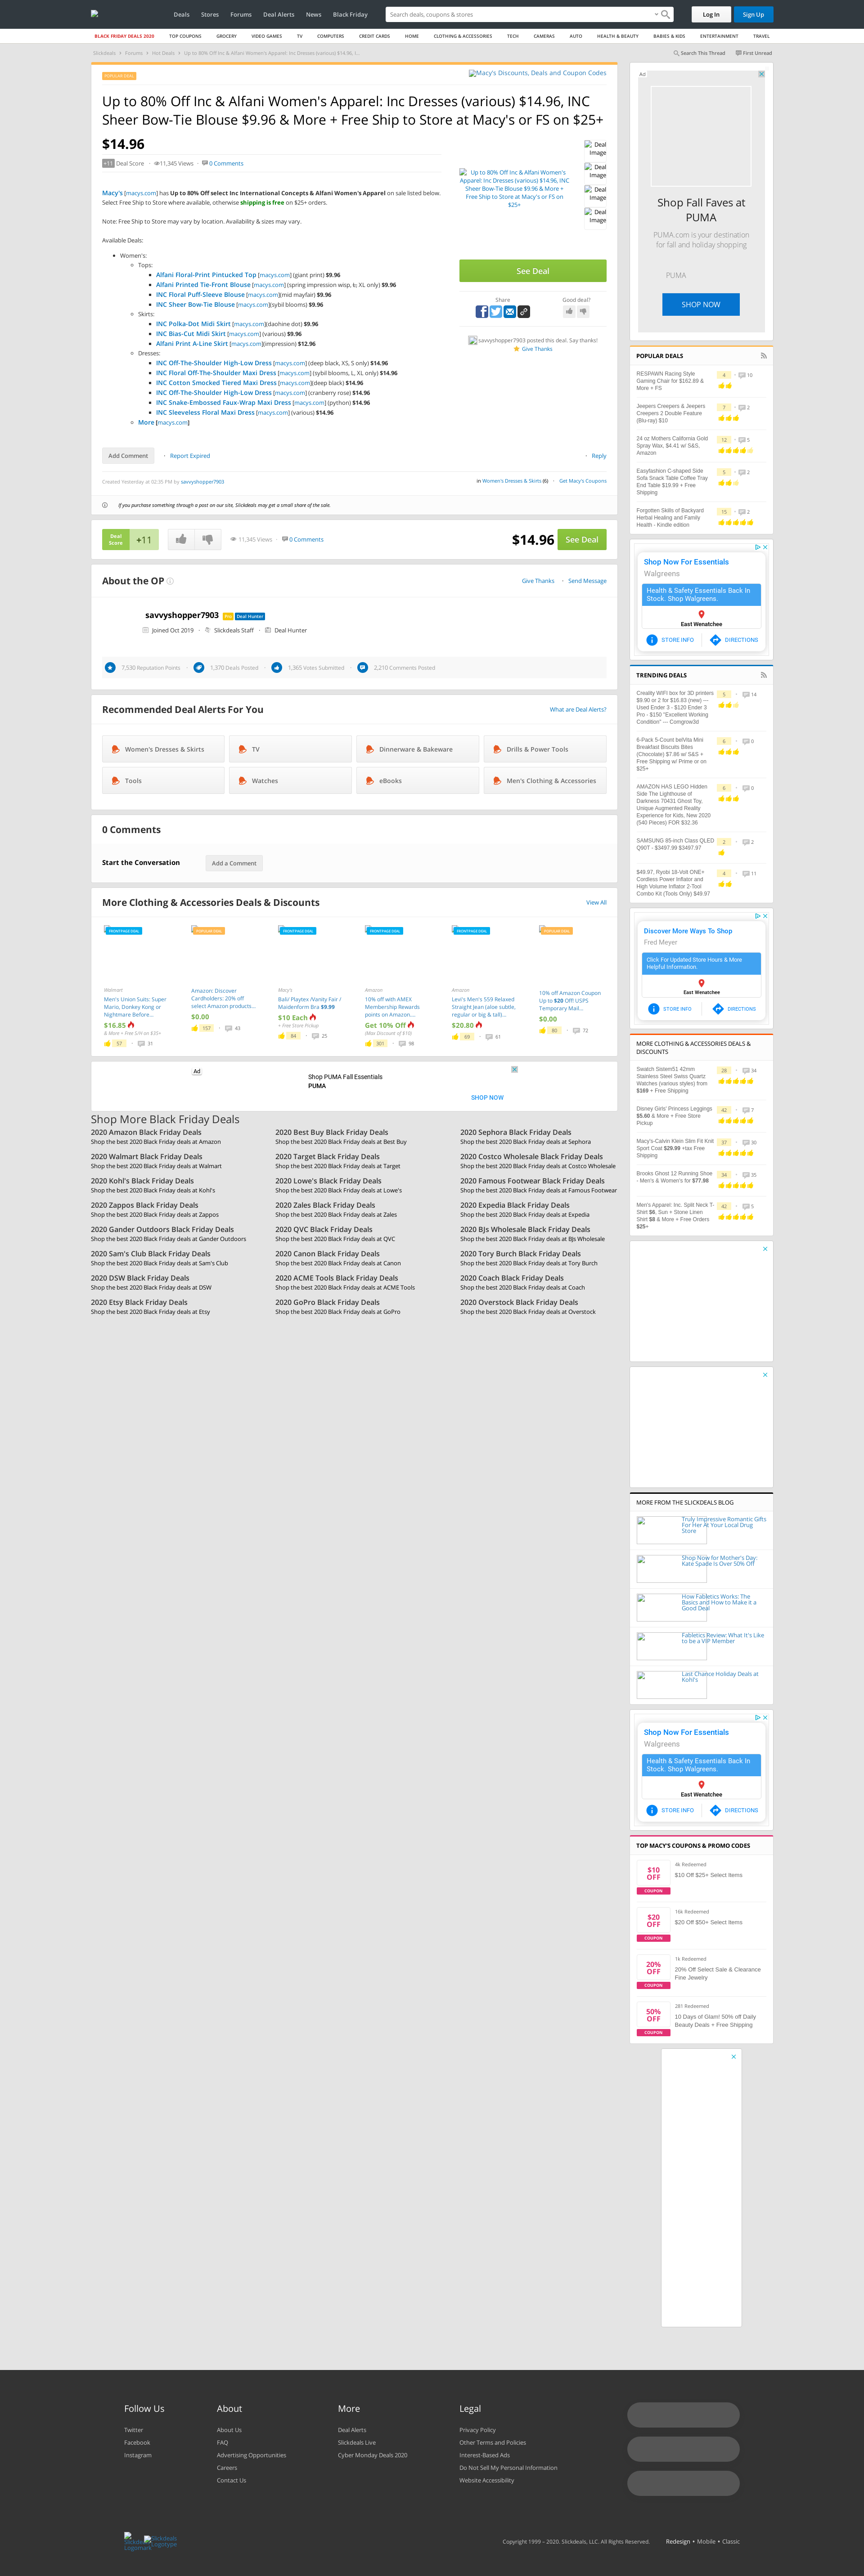 Deals Stores Forums Deal Alerts News Black Friday
Search deals, coupons & stores
Log In
Sign Up
BLACK FRIDAY DEALS 2020 TOP COUPONS GROCERY VIDEO GAMES TV COMPUTERS CREDIT CARDS HOME CLOTHING & ACCESSORIES TECH CAMERAS AUTO HEALTH & BEAUTY BABIES & KIDS ENTERTAINMENT TRAVEL
Slickdeals Forums Hot Deals Up to 80% Off Inc & Alfani Women's Apparel: Inc Dresses (various) $14.96, I...
Search This Thread First Unread
POPULAR DEAL
Macy's Discounts, Deals and Coupon Codes
Up to 80% Off Inc & Alfani Women's Apparel: Inc Dresses (various) $14.96, INC
Sheer Bow-Tie Blouse $9.96 & More + Free Ship to Store at Macy's or FS on $25+
$14.96
+11 Deal Score • 11,345 Views • 0 Comments
Macy's [macys.com] has Up to 80% Off select Inc International Concepts & Alfani Women's Apparel on sale listed below.
Select Free Ship to Store where available, otherwise shipping is free on $25+ orders.
Note: Free Ship to Store may vary by location. Availability & sizes may vary.
Available Deals:
Women's:
Tops:
Alfani Floral-Print Pintucked Top [macys.com] (giant print) $9.96
Alfani Printed Tie-Front Blouse [macys.com] (spring impression wisp, L, XL only) $9.96
INC Floral Puff-Sleeve Blouse [macys.com](mid mayfair) $9.96
INC Sheer Bow-Tie Blouse [macys.com](sybil blooms) $9.96
Skirts:
INC Polka-Dot Midi Skirt [macys.com](daohine dot) $9.96
INC Bias-Cut Midi Skirt [macys.com] (various) $9.96
Alfani Print A-Line Skirt [macys.com](impression) $12.96
Dresses:
INC Off-The-Shoulder High-Low Dress [macys.com] (deep black, XS, S only) $14.96
INC Floral Off-The-Shoulder Maxi Dress [macys.com] (sybil blooms, L, XL only) $14.96
INC Cotton Smocked Tiered Maxi Dress [macys.com](deep black) $14.96
INC Off-The-Shoulder High-Low Dress [macys.com] (cranberry rose) $14.96
INC Snake-Embossed Faux-Wrap Maxi Dress [macys.com] (python) $14.96
INC Sleeveless Floral Maxi Dress [macys.com] (various) $14.96
More [macys.com]
Up to 80% Off Inc & Alfani Women's
Apparel: Inc Dresses (various) $14.96, INC
Sheer Bow-Tie Blouse $9.96 & More +
Free Ship to Store at Macy's or FS on
$25+
Deal Image
Deal Image
Deal Image
Deal Image
See Deal
Share
Good deal?
savvyshopper7903 posted this deal. Say thanks!
Give Thanks
Add Comment • Report Expired
• Reply
Created Yesterday at 02:35 PM by savvyshopper7903
in Women's Dresses & Skirts (6) • Get Macy's Coupons
If you purchase something through a post on our site, Slickdeals may get a small share of the sale.
Deal Score +11
11,345 Views • 0 Comments
$14.96
See Deal
About the OP
Give Thanks • Send Message
savvyshopper7903 Pro Deal Hunter
Joined Oct 2019 • Slickdeals Staff • Deal Hunter
7,530 Reputation Points • 1,370 Deals Posted • 1,365 Votes Submitted 2,210 Comments Posted
Recommended Deal Alerts For You
What are Deal Alerts?
Women's Dresses & Skirts
TV
Dinnerware & Bakeware
Drills & Power Tools
Tools
Watches
eBooks
Men's Clothing & Accessories
0 Comments
Start the Conversation
Add a Comment
More Clothing & Accessories Deals & Discounts
View All
FRONTPAGE DEAL
Walmart
Men's Union Suits: Super
Mario, Donkey Kong or
Nightmare Before...
$16.85
& More + Free S/H on $35+
57 • 31
POPULAR DEAL
Amazon: Discover
Cardholders: 20% off
select Amazon products...
$0.00
157 • 43
FRONTPAGE DEAL
Macy's
Bali/ Playtex /Vanity Fair /
Maidenform Bra $9.99
$10 Each
+ Free Store Pickup
84 • 25
FRONTPAGE DEAL
Amazon
10% off with AMEX
Membership Rewards
points on Amazon....
Get 10% Off
(Max Discount of $15)
301 • 98
FRONTPAGE DEAL
Amazon
Levi's Men's 559 Relaxed
Straight Jean (aloe subtle,
regular or big & tall)...
$20.80
69 • 61
POPULAR DEAL
10% off Amazon Coupon
Up to $20 Off! USPS
Temporary Mail...
$0.00
80 • 72
Ad
Shop PUMA Fall Essentials
PUMA
SHOP NOW
Shop More Black Friday Deals
2020 Amazon Black Friday Deals
Shop the best 2020 Black Friday deals at Amazon
2020 Best Buy Black Friday Deals
Shop the best 2020 Black Friday deals at Best Buy
2020 Sephora Black Friday Deals
Shop the best 2020 Black Friday deals at Sephora
2020 Walmart Black Friday Deals
Shop the best 2020 Black Friday deals at Walmart
2020 Target Black Friday Deals
Shop the best 2020 Black Friday deals at Target
2020 Costco Wholesale Black Friday Deals
Shop the best 2020 Black Friday deals at Costco Wholesale
2020 Kohl's Black Friday Deals
Shop the best 2020 Black Friday deals at Kohl's
2020 Lowe's Black Friday Deals
Shop the best 2020 Black Friday deals at Lowe's
2020 Famous Footwear Black Friday Deals
Shop the best 2020 Black Friday deals at Famous Footwear
2020 Zappos Black Friday Deals
Shop the best 2020 Black Friday deals at Zappos
2020 Zales Black Friday Deals
Shop the best 2020 Black Friday deals at Zales
2020 Expedia Black Friday Deals
Shop the best 2020 Black Friday deals at Expedia
2020 Gander Outdoors Black Friday Deals
Shop the best 2020 Black Friday deals at Gander Outdoors
2020 QVC Black Friday Deals
Shop the best 2020 Black Friday deals at QVC
2020 BJs Wholesale Black Friday Deals
Shop the best 2020 Black Friday deals at BJs Wholesale
2020 Sam's Club Black Friday Deals
Shop the best 2020 Black Friday deals at Sam's Club
2020 Canon Black Friday Deals
Shop the best 2020 Black Friday deals at Canon
2020 Tory Burch Black Friday Deals
Shop the best 2020 Black Friday deals at Tory Burch
2020 DSW Black Friday Deals
Shop the best 2020 Black Friday deals at DSW
2020 ACME Tools Black Friday Deals
Shop the best 2020 Black Friday deals at ACME Tools
2020 Coach Black Friday Deals
Shop the best 2020 Black Friday deals at Coach
2020 Etsy Black Friday Deals
Shop the best 2020 Black Friday deals at Etsy
2020 GoPro Black Friday Deals
Shop the best 2020 Black Friday deals at GoPro
2020 Overstock Black Friday Deals
Shop the best 2020 Black Friday deals at Overstock
Ad
Shop Fall Faves at
PUMA
PUMA.com is your destination
for fall and holiday shopping
PUMA
SHOP NOW
POPULAR DEALS
RESPAWN Racing Style
Gaming Chair for $162.89 &
More + FS
4 • 10
Jeepers Creepers & Jeepers
Creepers 2 Double Feature
(Blu-ray) $10
7 • 2
24 oz Mothers California Gold
Spray Wax, $4.41 w/ S&S,
Amazon
12 • 5
Easyfashion C-shaped Side
Sofa Snack Table Coffee Tray
End Table $19.99 + Free
Shipping
5 • 2
Forgotten Skills of Backyard
Herbal Healing and Family
Health - Kindle edition
15 • 2
Shop Now For Essentials
Walgreens
Health & Safety Essentials Back In
Stock. Shop Walgreens.
East Wenatchee
STORE INFO DIRECTIONS
TRENDING DEALS
Creality WIFI box for 3D printers
$9.90 or 2 for $16.83 (new) —
Used Ender 3 - $120 Ender 3
Pro - $150 "Excellent Working
Condition" --- Comgrow3d
5 • 14
6-Pack 5-Count belVita Mini
Breakfast Biscuits Bites
(Chocolate) $7.86 w/ S&S +
Free Shipping w/ Prime or on
$25+
6 • 0
AMAZON HAS LEGO Hidden
Side The Lighthouse of
Darkness 70431 Ghost Toy,
Unique Augmented Reality
Experience for Kids, New 2020
(540 Pieces) FOR $32.36
6 • 0
SAMSUNG 85-inch Class QLED
Q90T - $3497.99 $3497.97
2 • 2
$49.97, Ryobi 18-Volt ONE+
Cordless Power Inflator and
High Volume Inflator 2-Tool
Combo Kit (Tools Only) $49.97
4 • 11
Discover More Ways To Shop
Fred Meyer
Click For Updated Store Hours & More
Helpful Information.
East Wenatchee
STORE INFO DIRECTIONS
MORE CLOTHING & ACCESSORIES DEALS &
DISCOUNTS
Swatch Sistem51 42mm
Stainless Steel Swiss Quartz
Watches (various styles) from
$169 + Free Shipping
28 • 34
Disney Girls' Princess Leggings
$5.60 & More + Free Store
Pickup
42 • 7
Macy's-Calvin Klein Slim Fit Knit
Sport Coat $29.99 +tax Free
Shipping
37 • 36
Brooks Ghost 12 Running Shoe
- Men's & Women's for $77.98
34 • 35
Men's Apparel: Inc. Split Neck T-
Shirt $6, Sun + Stone Linen
Shirt $8 & More + Free Orders
$25+
42 • 5
MORE FROM THE SLICKDEALS BLOG
Truly Impressive Romantic Gifts
For Her At Your Local Drug
Store
Shop Now for Mother's Day:
Kate Spade Is Over 50% Off
How Fabletics Works: The
Basics and How to Make it a
Good Deal
Fabletics Review: What It's Like
to be a VIP Member
Last Chance Holiday Deals at
Kohl's
Shop Now For Essentials
Walgreens
Health & Safety Essentials Back In
Stock. Shop Walgreens.
East Wenatchee
STORE INFO DIRECTIONS
TOP MACY'S COUPONS & PROMO CODES
$10 OFF COUPON
4k Redeemed
$10 Off $25+ Select Items
$20 OFF COUPON
16k Redeemed
$20 Off $50+ Select Items
20% OFF COUPON
1k Redeemed
20% Off Select Sale & Clearance
Fine Jewelry
50% OFF COUPON
281 Redeemed
10 Days of Glam! 50% off Daily
Beauty Deals + Free Shipping
Follow Us
Twitter
Facebook
Instagram
About
About Us
FAQ
Advertising Opportunities
Careers
Contact Us
More
Deal Alerts
Slickdeals Live
Cyber Monday Deals 2020
Legal
Privacy Policy
Other Terms and Policies
Interest-Based Ads
Do Not Sell My Personal Information
Website Accessibility
Slickdeals Logotype
Copyright 1999 – 2020. Slickdeals, LLC. All Rights Reserved. Redesign • Mobile • Classic